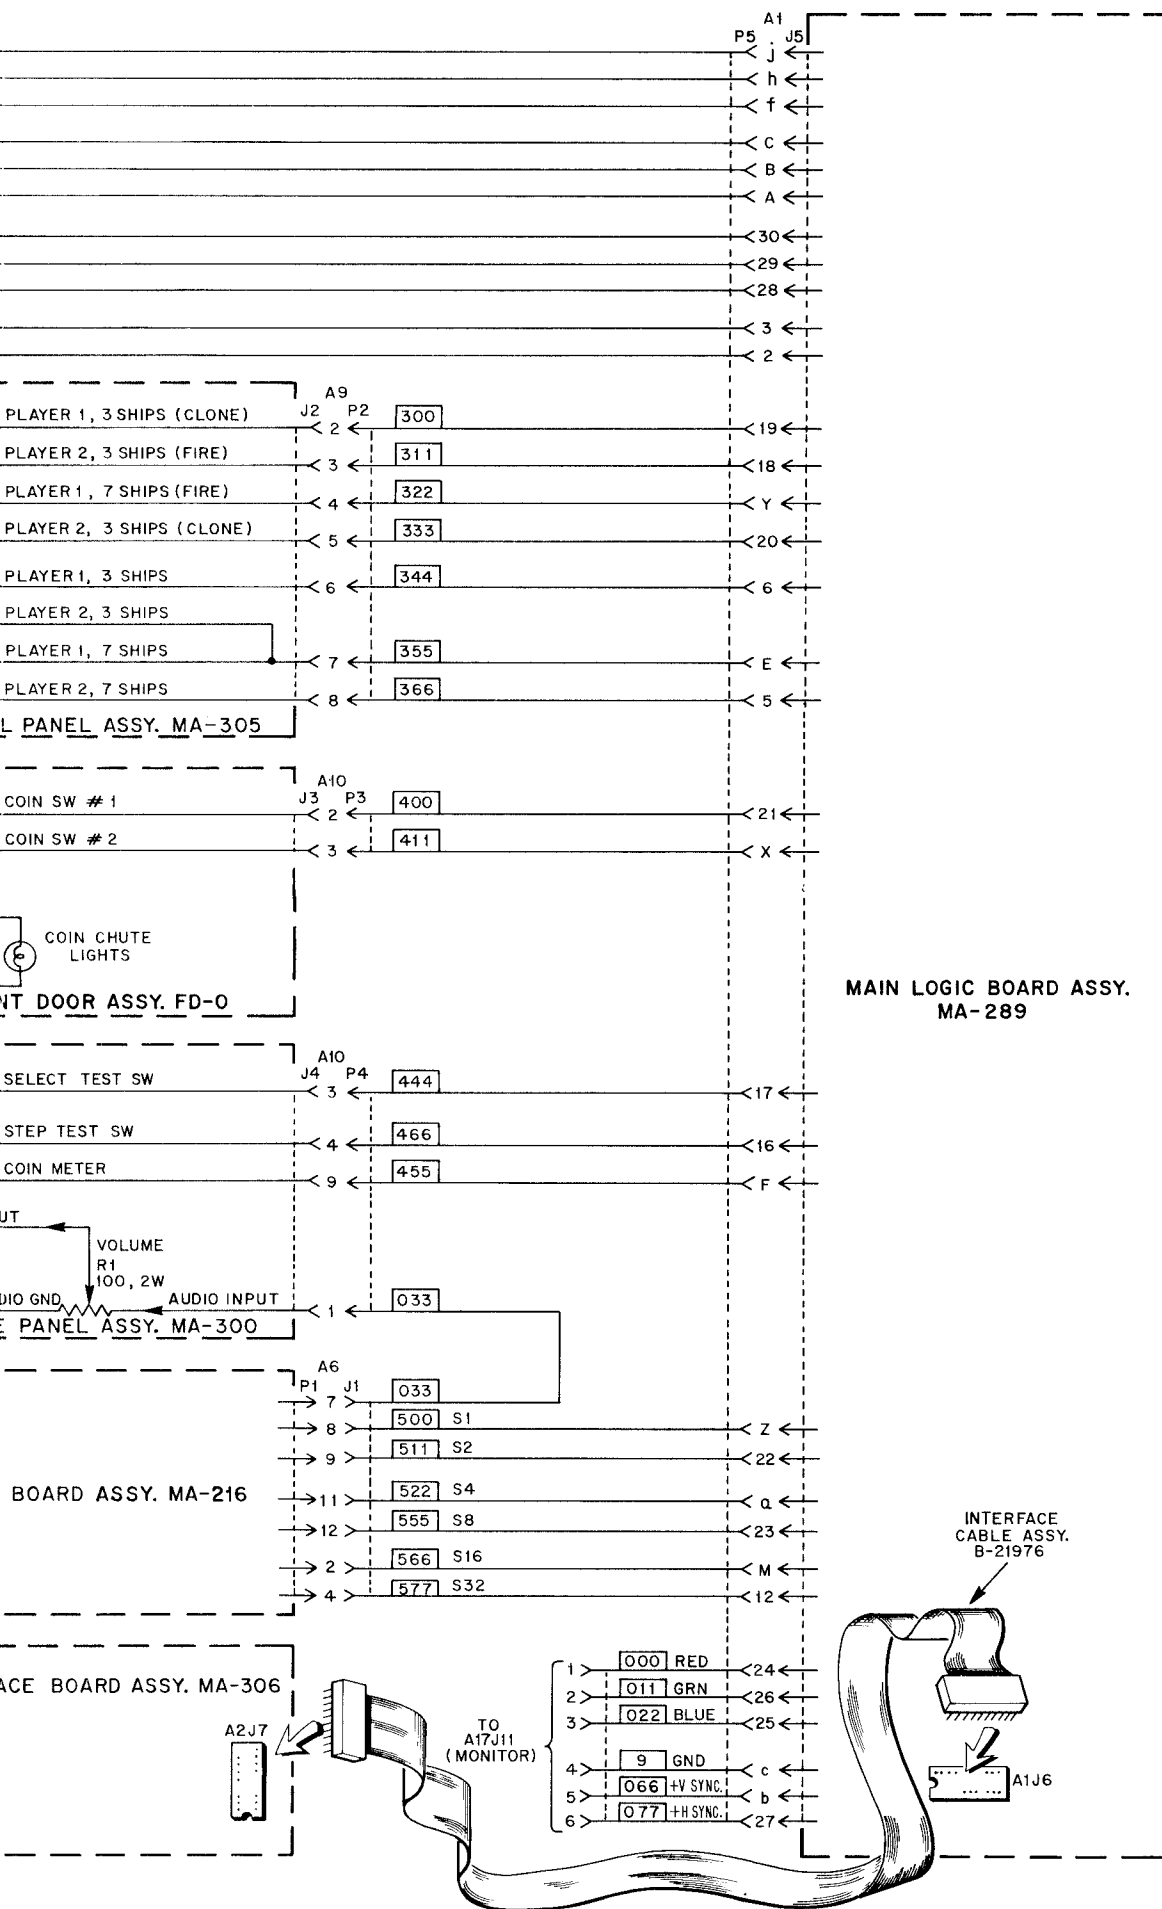 A1
P5 J5
j
h
f
C
B
A
30
29
28
3
2
A9
J2 P2
PLAYER 1, 3 SHIPS (CLONE) 2 300 19
PLAYER 2, 3 SHIPS (FIRE) 3 311 18
PLAYER 1, 7 SHIPS (FIRE) 4 322 Y
PLAYER 2, 3 SHIPS (CLONE) 5 333 20
PLAYER 1, 3 SHIPS 6 344 6
PLAYER 2, 3 SHIPS
PLAYER 1, 7 SHIPS 7 355 E
PLAYER 2, 7 SHIPS 8 366 5
L PANEL ASSY. MA-305
A10
J3 P3
COIN SW # 1 2 400 21
COIN SW # 2 3 411 X
COIN CHUTE
LIGHTS
NT DOOR ASSY. FD-0
MAIN LOGIC BOARD ASSY.
MA-289
A10
J4 P4
SELECT TEST SW 3 444 17
STEP TEST SW 4 466 16
COIN METER 9 455 F
UT
VOLUME
R1
100, 2W
DIO GND AUDIO INPUT 1 033
E PANEL ASSY. MA-300
A6
P1 J1
7 033
8 500 S1 Z
9 511 S2 22
BOARD ASSY. MA-216
11 522 S4 a
12 555 S8 23
2 566 S16 M
4 577 S32 12
INTERFACE
CABLE ASSY.
B-21976
ACE BOARD ASSY. MA-306
A2J7
TO
A17J11
(MONITOR)
1 000 RED 24
2 011 GRN 26
3 022 BLUE 25
4 9 GND c
5 066 +V SYNC. b
6 077 +H SYNC. 27
A1J6